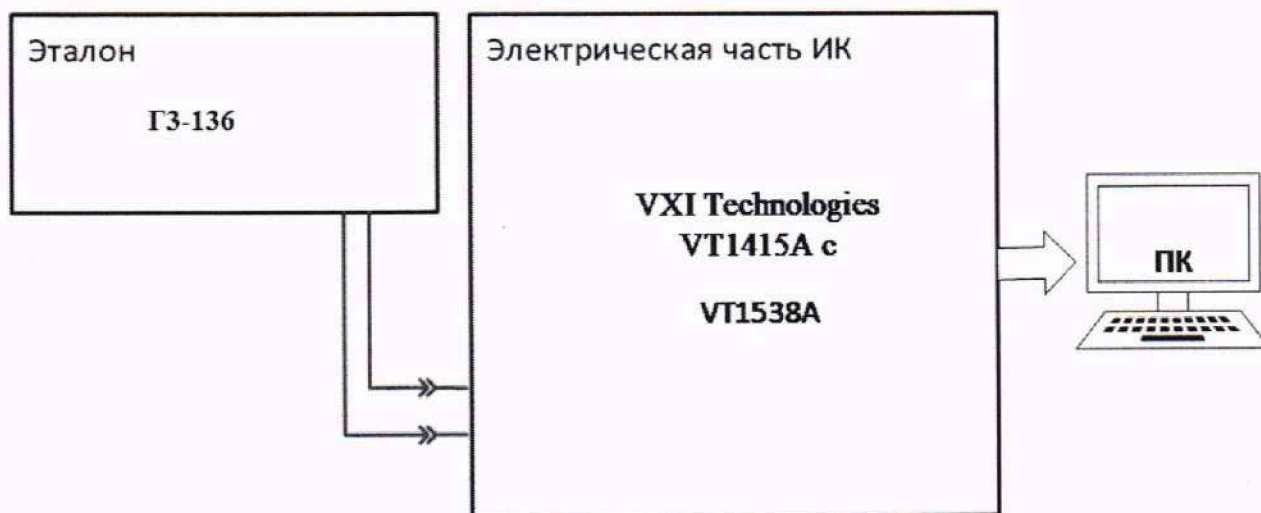 Эталон
Г3-136
Электрическая часть ИК
VXI Technologies
VT1415A с
VT1538A
ПК